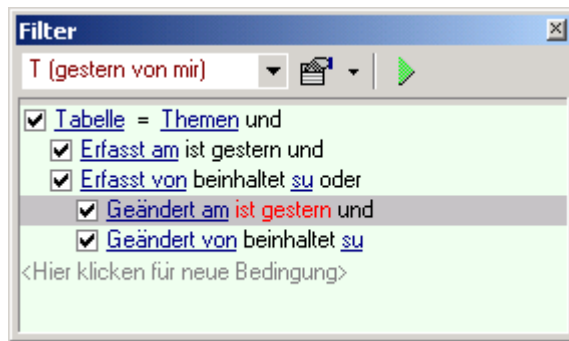 Filter
T (gestern von mir)
Tabelle = Themen und
Erfasst am ist gestern und
Erfasst von beinhaltet su oder
Geändert am ist gestern und
Geändert von beinhaltet su
<Hier klicken für neue Bedingung>